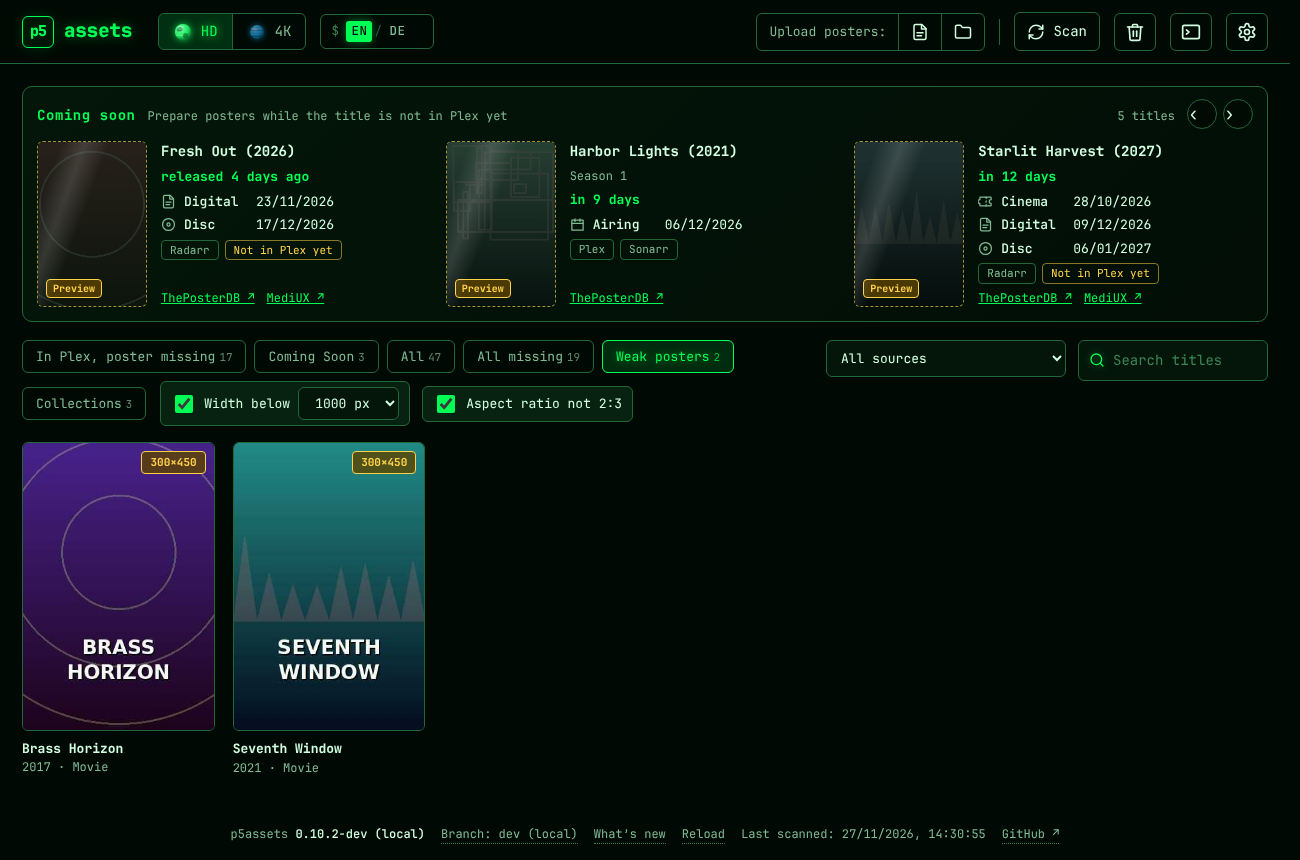 p5 assets HD 4K $ EN / DE Upload posters: Scan
Coming soon Prepare posters while the title is not in Plex yet 5 titles
Preview
Fresh Out (2026)
released 4 days ago
Digital 23/11/2026
Disc 17/12/2026
Radarr Not in Plex yet
ThePosterDB ↗ MediUX ↗
Preview
Harbor Lights (2021)
Season 1
in 9 days
Airing 06/12/2026
Plex Sonarr
ThePosterDB ↗
Preview
Starlit Harvest (2027)
in 12 days
Cinema 28/10/2026
Digital 09/12/2026
Disc 06/01/2027
Radarr Not in Plex yet
ThePosterDB ↗ MediUX ↗
In Plex, poster missing 17 Coming Soon 3 All 47 All missing 19 Weak posters 2 All sources Search titles
Collections 3 Width below 1000 px Aspect ratio not 2:3
300×450
BRASS
HORIZON
Brass Horizon
2017 · Movie
300×450
SEVENTH
WINDOW
Seventh Window
2021 · Movie
p5assets 0.10.2-dev (local) Branch: dev (local) What's new Reload Last scanned: 27/11/2026, 14:30:55 GitHub ↗